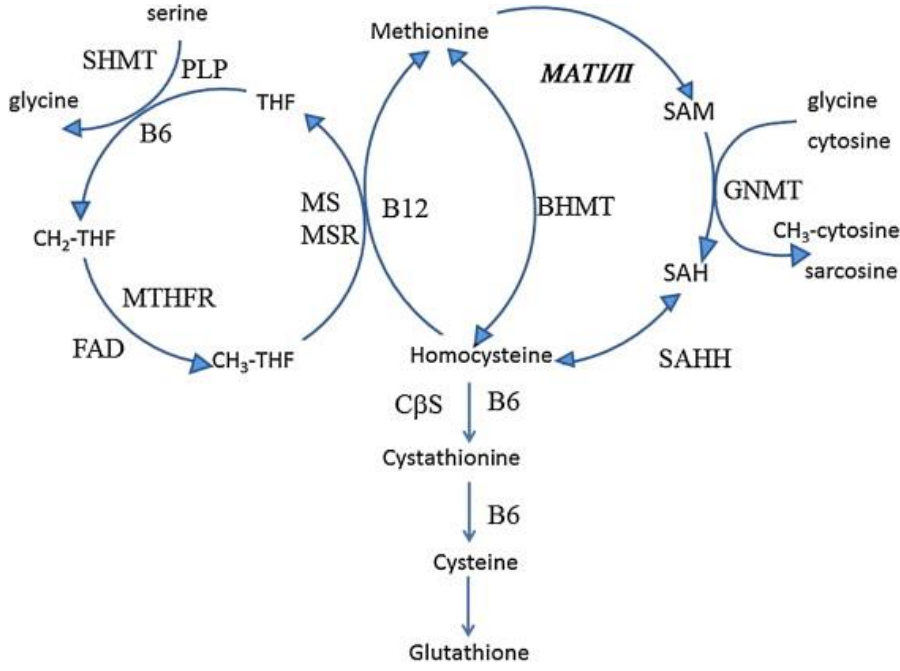 serine
SHMT
PLP
glycine
THF
B6
CH₂-THF
MTHFR
FAD
CH₃-THF
MS
MSR
B12
Methionine
BHMT
MATI/II
SAM
glycine
cytosine
GNMT
CH₃-cytosine
sarcosine
SAH
SAHH
Homocysteine
CβS
B6
Cystathionine
B6
Cysteine
Glutathione